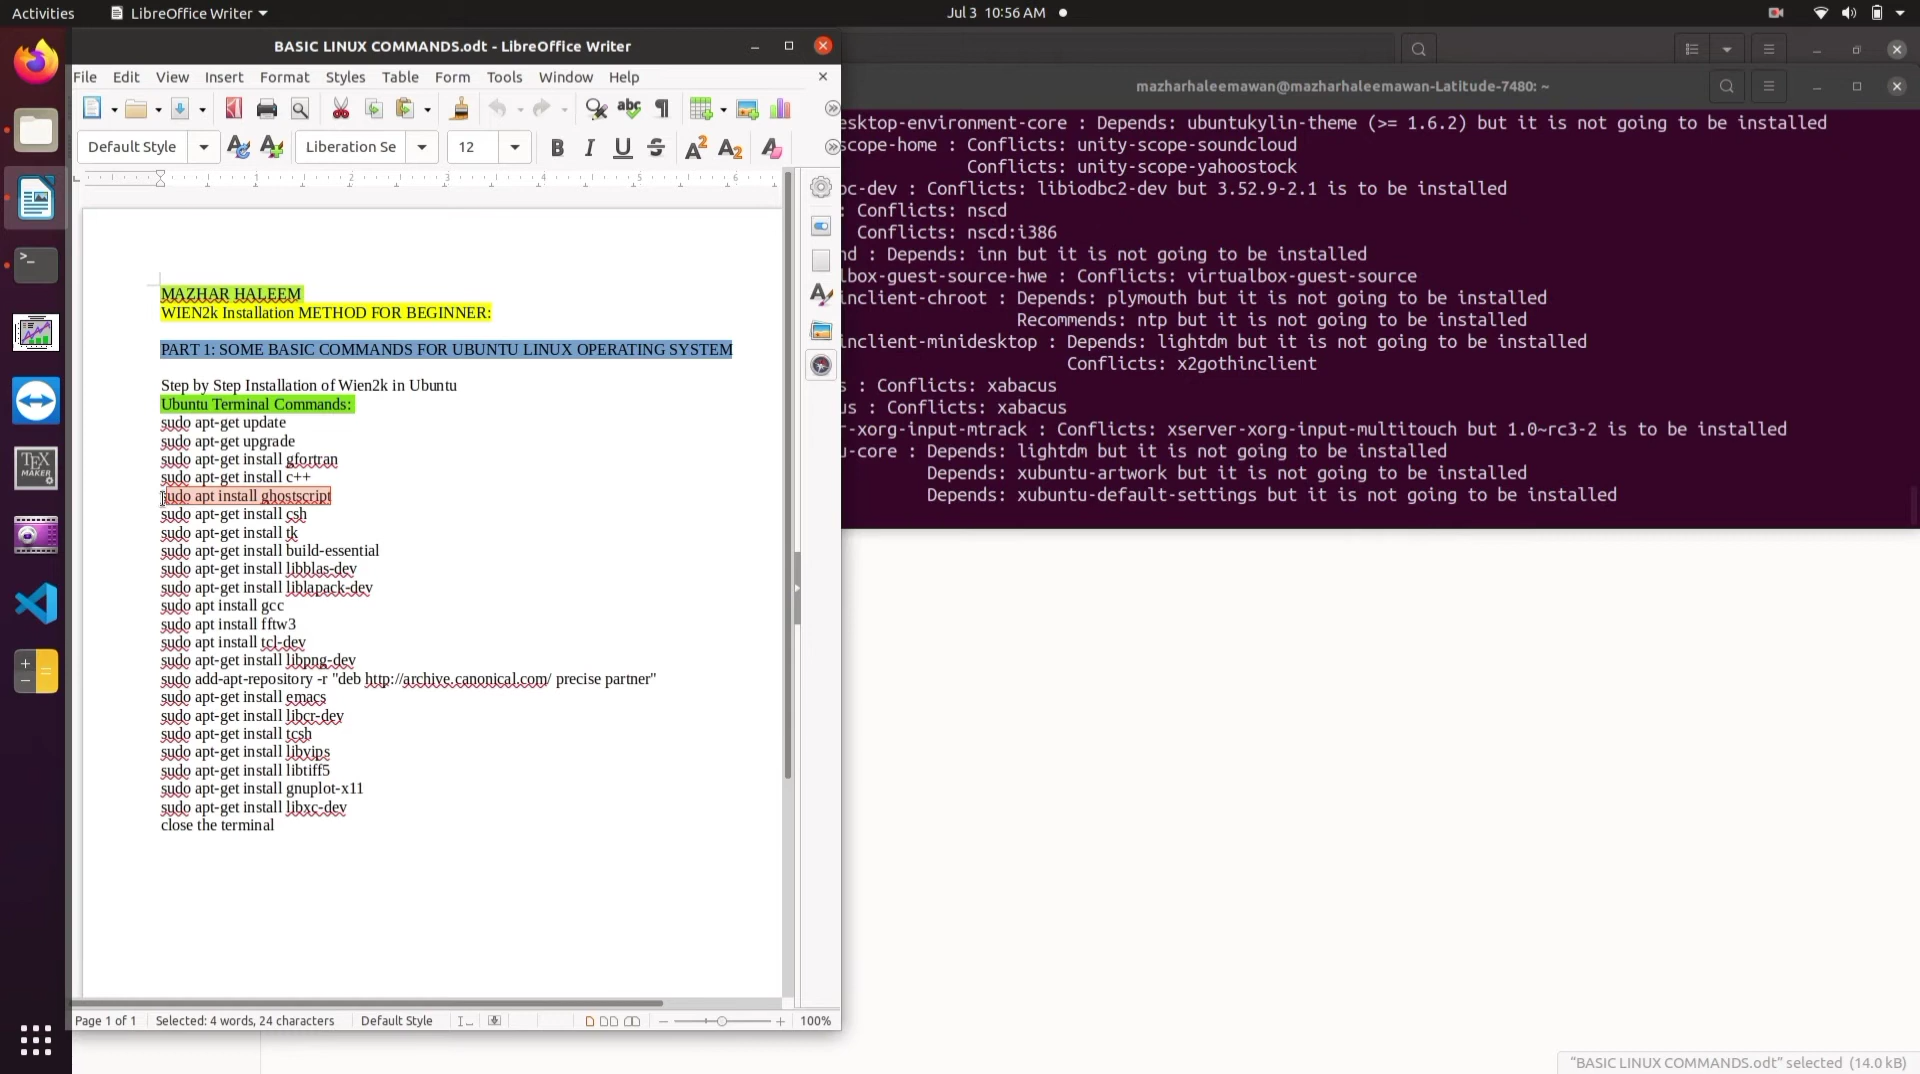 Activities
LibreOffice Writer
Jul 3 10:56 AM
BASIC LINUX COMMANDS.odt - LibreOffice Writer
File Edit View Insert Format Styles Table Form Tools Window Help
Default Style
Liberation Se
12
MAZHAR HALEEM
WIEN2k Installation METHOD FOR BEGINNER:
PART 1: SOME BASIC COMMANDS FOR UBUNTU LINUX OPERATING SYSTEM
Step by Step Installation of Wien2k in Ubuntu
Ubuntu Terminal Commands:
sudo apt-get update
sudo apt-get upgrade
sudo apt-get install gfortran
sudo apt-get install c++
sudo apt install ghostscript
sudo apt-get install csh
sudo apt-get install tk
sudo apt-get install build-essential
sudo apt-get install libblas-dev
sudo apt-get install liblapack-dev
sudo apt install gcc
sudo apt install fftw3
sudo apt install tcl-dev
sudo apt-get install libpng-dev
sudo add-apt-repository -r "deb http://archive.canonical.com/ precise partner"
sudo apt-get install emacs
sudo apt-get install libcr-dev
sudo apt-get install tcsh
sudo apt-get install libvips
sudo apt-get install libtiff5
sudo apt-get install gnuplot-x11
sudo apt-get install libxc-dev
close the terminal
Page 1 of 1
Selected: 4 words, 24 characters
Default Style
100%
mazharhaleemawan@mazharhaleemawan-Latitude-7480: ~
esktop-environment-core : Depends: ubuntukylin-theme (>= 1.6.2) but it is not going to be installed
scope-home : Conflicts: unity-scope-soundcloud
Conflicts: unity-scope-yahoostock
bc-dev : Conflicts: libiodbc2-dev but 3.52.9-2.1 is to be installed
: Conflicts: nscd
Conflicts: nscd:i386
nd : Depends: inn but it is not going to be installed
lbox-guest-source-hwe : Conflicts: virtualbox-guest-source
inclient-chroot : Depends: plymouth but it is not going to be installed
Recommends: ntp but it is not going to be installed
inclient-minidesktop : Depends: lightdm but it is not going to be installed
Conflicts: x2gothinclient
s : Conflicts: xabacus
us : Conflicts: xabacus
r-xorg-input-mtrack : Conflicts: xserver-xorg-input-multitouch but 1.0~rc3-2 is to be installed
u-core : Depends: lightdm but it is not going to be installed
Depends: xubuntu-artwork but it is not going to be installed
Depends: xubuntu-default-settings but it is not going to be installed
"BASIC LINUX COMMANDS.odt" selected (14.0 kB)